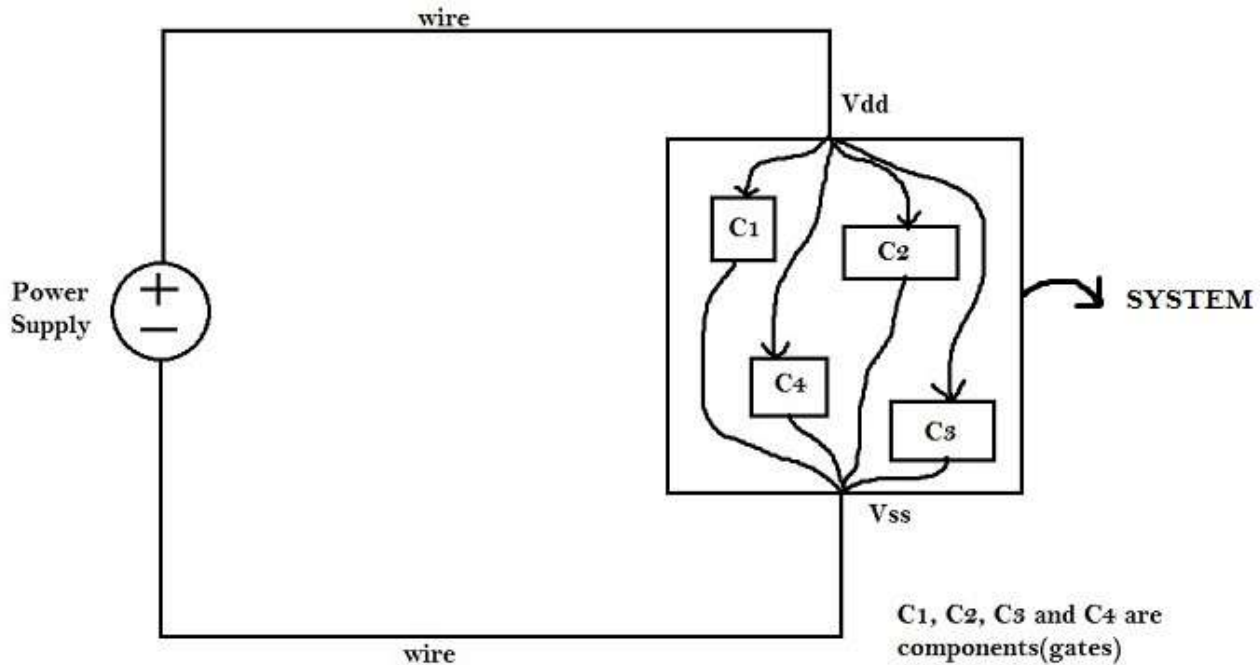 wire
Vdd
C1
C2
Power
Supply
+
−
SYSTEM
C4
C3
Vss
C1, C2, C3 and C4 are
components(gates)
wire